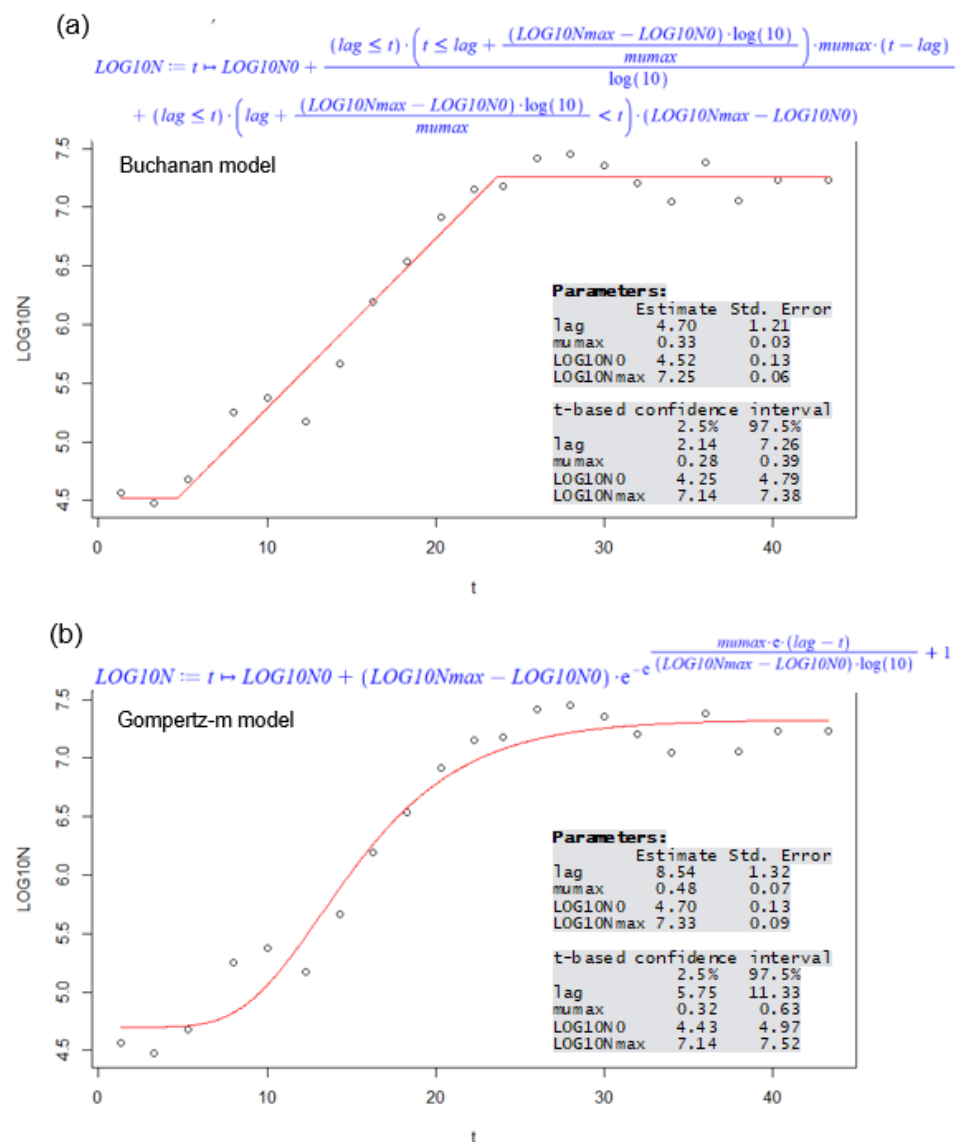 (a)
LOG10N := t ↦ LOG10N0 + (lag ≤ t)·(t ≤ lag + (LOG10Nmax − LOG10N0)·log(10)/mumax)·mumax·(t − lag)/log(10)
+ (lag ≤ t)·(lag + (LOG10Nmax − LOG10N0)·log(10)/mumax < t)·(LOG10Nmax − LOG10N0)
Buchanan model
7.5
7.0
6.5
6.0
5.5
5.0
4.5
LOG10N
Parameters:
Estimate Std. Error
lag 4.70 1.21
mumax 0.33 0.03
LOG10N0 4.52 0.13
LOG10Nmax 7.25 0.06
t-based confidence interval
2.5% 97.5%
lag 2.14 7.26
mumax 0.28 0.39
LOG10N0 4.25 4.79
LOG10Nmax 7.14 7.38
0 10 20 30 40
t
(b)
LOG10N := t ↦ LOG10N0 + (LOG10Nmax − LOG10N0)·e^(−e^(mumax·e·(lag − t)/((LOG10Nmax − LOG10N0)·log(10)) + 1))
Gompertz-m model
7.5
7.0
6.5
6.0
5.5
5.0
4.5
LOG10N
Parameters:
Estimate Std. Error
lag 8.54 1.32
mumax 0.48 0.07
LOG10N0 4.70 0.13
LOG10Nmax 7.33 0.09
t-based confidence interval
2.5% 97.5%
lag 5.75 11.33
mumax 0.32 0.63
LOG10N0 4.43 4.97
LOG10Nmax 7.14 7.52
0 10 20 30 40
t